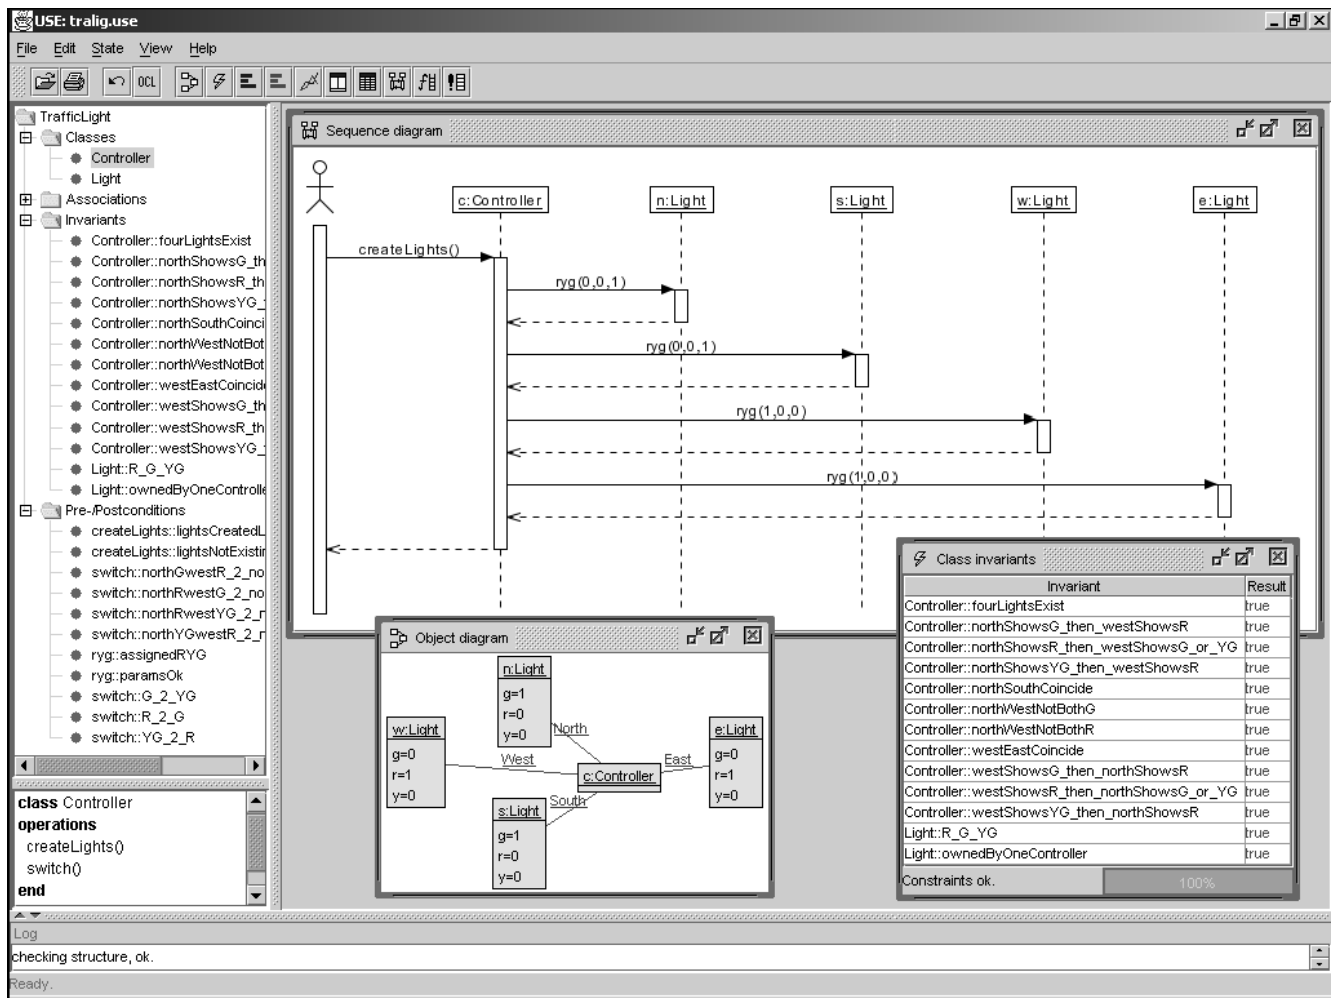 USE: tralig.use
File Edit State View Help
OCL
TrafficLight
Classes
Controller
Light
Associations
Invariants
Controller::fourLightsExist
Controller::northShowsG_th
Controller::northShowsR_th
Controller::northShowsYG_
Controller::northSouthCoinci
Controller::northWestNotBot
Controller::northWestNotBot
Controller::westEastCoincide
Controller::westShowsG_th
Controller::westShowsR_th
Controller::westShowsYG_
Light::R_G_YG
Light::ownedByOneControlle
Pre-/Postconditions
createLights::lightsCreatedL
createLights::lightsNotExistin
switch::northGwestR_2_no
switch::northRwestG_2_no
switch::northRwestYG_2_r
switch::northYGwestR_2_r
ryg::assignedRYG
ryg::paramsOk
switch::G_2_YG
switch::R_2_G
switch::YG_2_R
class Controller
operations
createLights()
switch()
end
Sequence diagram
c:Controller n:Light s:Light w:Light e:Light
createLights()
ryg(0,0,1)
ryg(0,0,1)
ryg(1,0,0)
ryg(1,0,0)
Object diagram
n:Light
g=1
r=0
y=0
w:Light
g=0
r=1
y=0
e:Light
g=0
r=1
y=0
North
West
East
c:Controller
South
s:Light
g=1
r=0
y=0
Class invariants
Invariant Result
Controller::fourLightsExist true
Controller::northShowsG_then_westShowsR true
Controller::northShowsR_then_westShowsG_or_YG true
Controller::northShowsYG_then_westShowsR true
Controller::northSouthCoincide true
Controller::northWestNotBothG true
Controller::northWestNotBothR true
Controller::westEastCoincide true
Controller::westShowsG_then_northShowsR true
Controller::westShowsR_then_northShowsG_or_YG true
Controller::westShowsYG_then_northShowsR true
Light::R_G_YG true
Light::ownedByOneController true
Constraints ok. 100%
Log
checking structure, ok.
Ready.